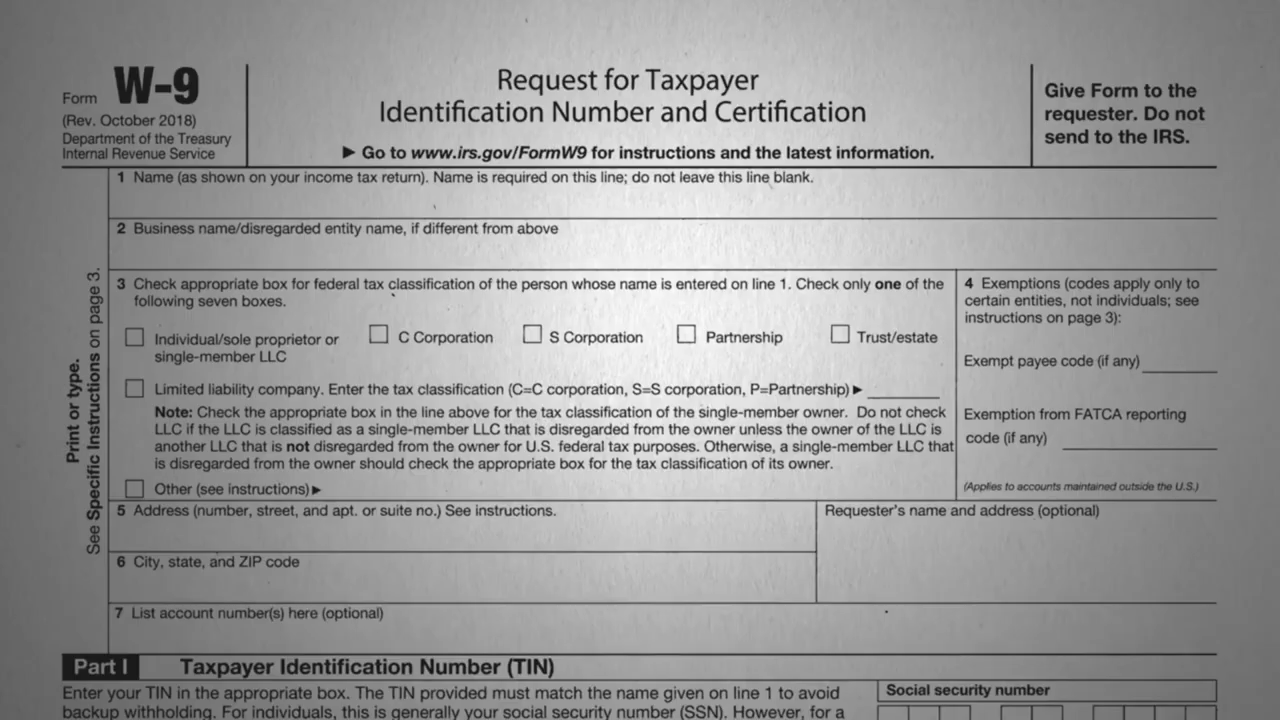 Form W-9
(Rev. October 2018)
Department of the Treasury
Internal Revenue Service
Request for Taxpayer
Identification Number and Certification
▶ Go to www.irs.gov/FormW9 for instructions and the latest information.
Give Form to the
requester. Do not
send to the IRS.
Print or type.
See Specific Instructions on page 3.
1 Name (as shown on your income tax return). Name is required on this line; do not leave this line blank.
2 Business name/disregarded entity name, if different from above
3 Check appropriate box for federal tax classification of the person whose name is entered on line 1. Check only one of the
following seven boxes.
Individual/sole proprietor or
single-member LLC
C Corporation
S Corporation
Partnership
Trust/estate
Limited liability company. Enter the tax classification (C=C corporation, S=S corporation, P=Partnership) ▶
Note: Check the appropriate box in the line above for the tax classification of the single-member owner. Do not check
LLC if the LLC is classified as a single-member LLC that is disregarded from the owner unless the owner of the LLC is
another LLC that is not disregarded from the owner for U.S. federal tax purposes. Otherwise, a single-member LLC that
is disregarded from the owner should check the appropriate box for the tax classification of its owner.
Other (see instructions) ▶
4 Exemptions (codes apply only to
certain entities, not individuals; see
instructions on page 3):
Exempt payee code (if any)
Exemption from FATCA reporting
code (if any)
(Applies to accounts maintained outside the U.S.)
5 Address (number, street, and apt. or suite no.) See instructions.
Requester's name and address (optional)
6 City, state, and ZIP code
7 List account number(s) here (optional)
Part I Taxpayer Identification Number (TIN)
Enter your TIN in the appropriate box. The TIN provided must match the name given on line 1 to avoid
backup withholding. For individuals, this is generally your social security number (SSN). However, for a
Social security number